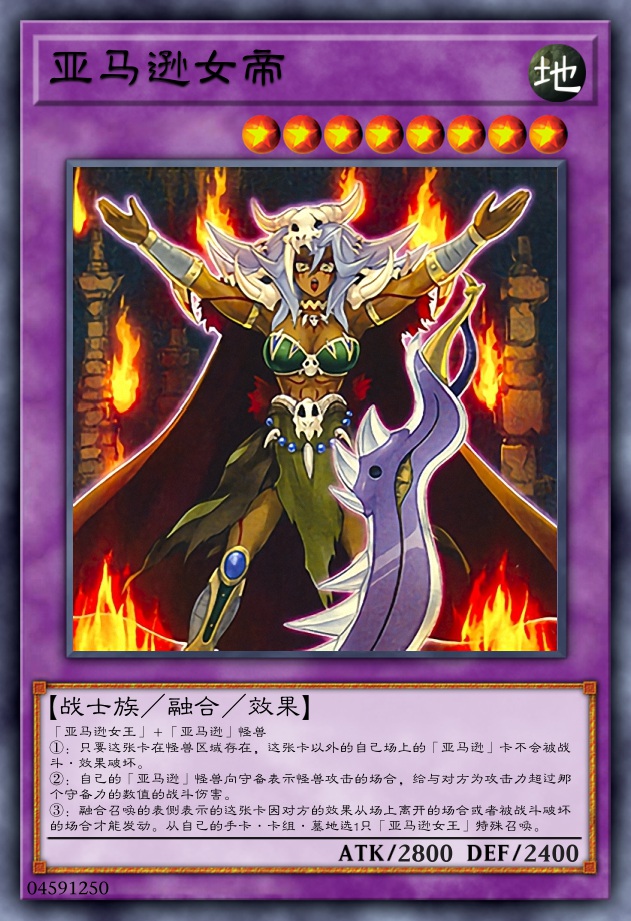 亚马逊女帝
地
【战士族／融合／效果】
「亚马逊女王」+「亚马逊」怪兽
①：只要这张卡在怪兽区域存在，这张卡以外的自己场上的「亚马逊」卡不会被战
斗·效果破坏。
②：自己的「亚马逊」怪兽向守备表示怪兽攻击的场合，给与对方为攻击力超过那
个守备力的数值的战斗伤害。
③：融合召唤的表侧表示的这张卡因对方的效果从场上离开的场合或者被战斗破坏
的场合才能发动。从自己的手卡·卡组·墓地选1只「亚马逊女王」特殊召唤。
ATK/2800 DEF/2400
04591250